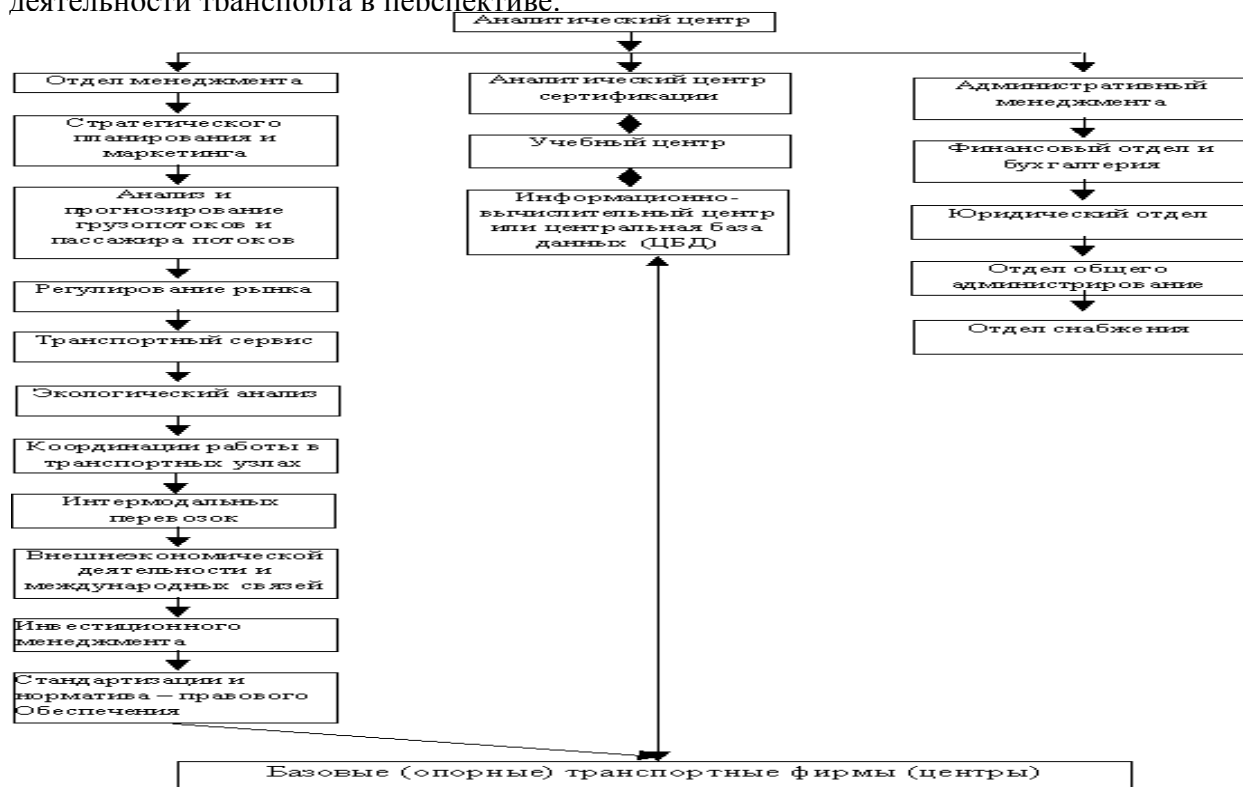 деятельности транспорта в перспективе.
Аналитический центр
Отдел менеджмента
Стратегического
планирования и
маркетинга
Анализ и
прогнозирование
грузопотоков и
пассажира потоков
Регулирование рынка
Транспортный сервис
Экологический анализ
Координации работы в
транспортных узлах
Интермодальных
перевозок
Внешнеэкономической
деятельности и
международных связей
Инвестиционного
менеджмента
Стандартизации и
норматива – правового
Обеспечения
Аналитический центр
сертификации
Учебный центр
Информационно-
вычислительный центр
или центральная база
данных (ЦБД)
Административный
менеджмента
Финансовый отдел и
бухгалтерия
Юридический отдел
Отдел общего
администрирование
Отдел снабжения
Базовые (опорные) транспортные фирмы (центры)